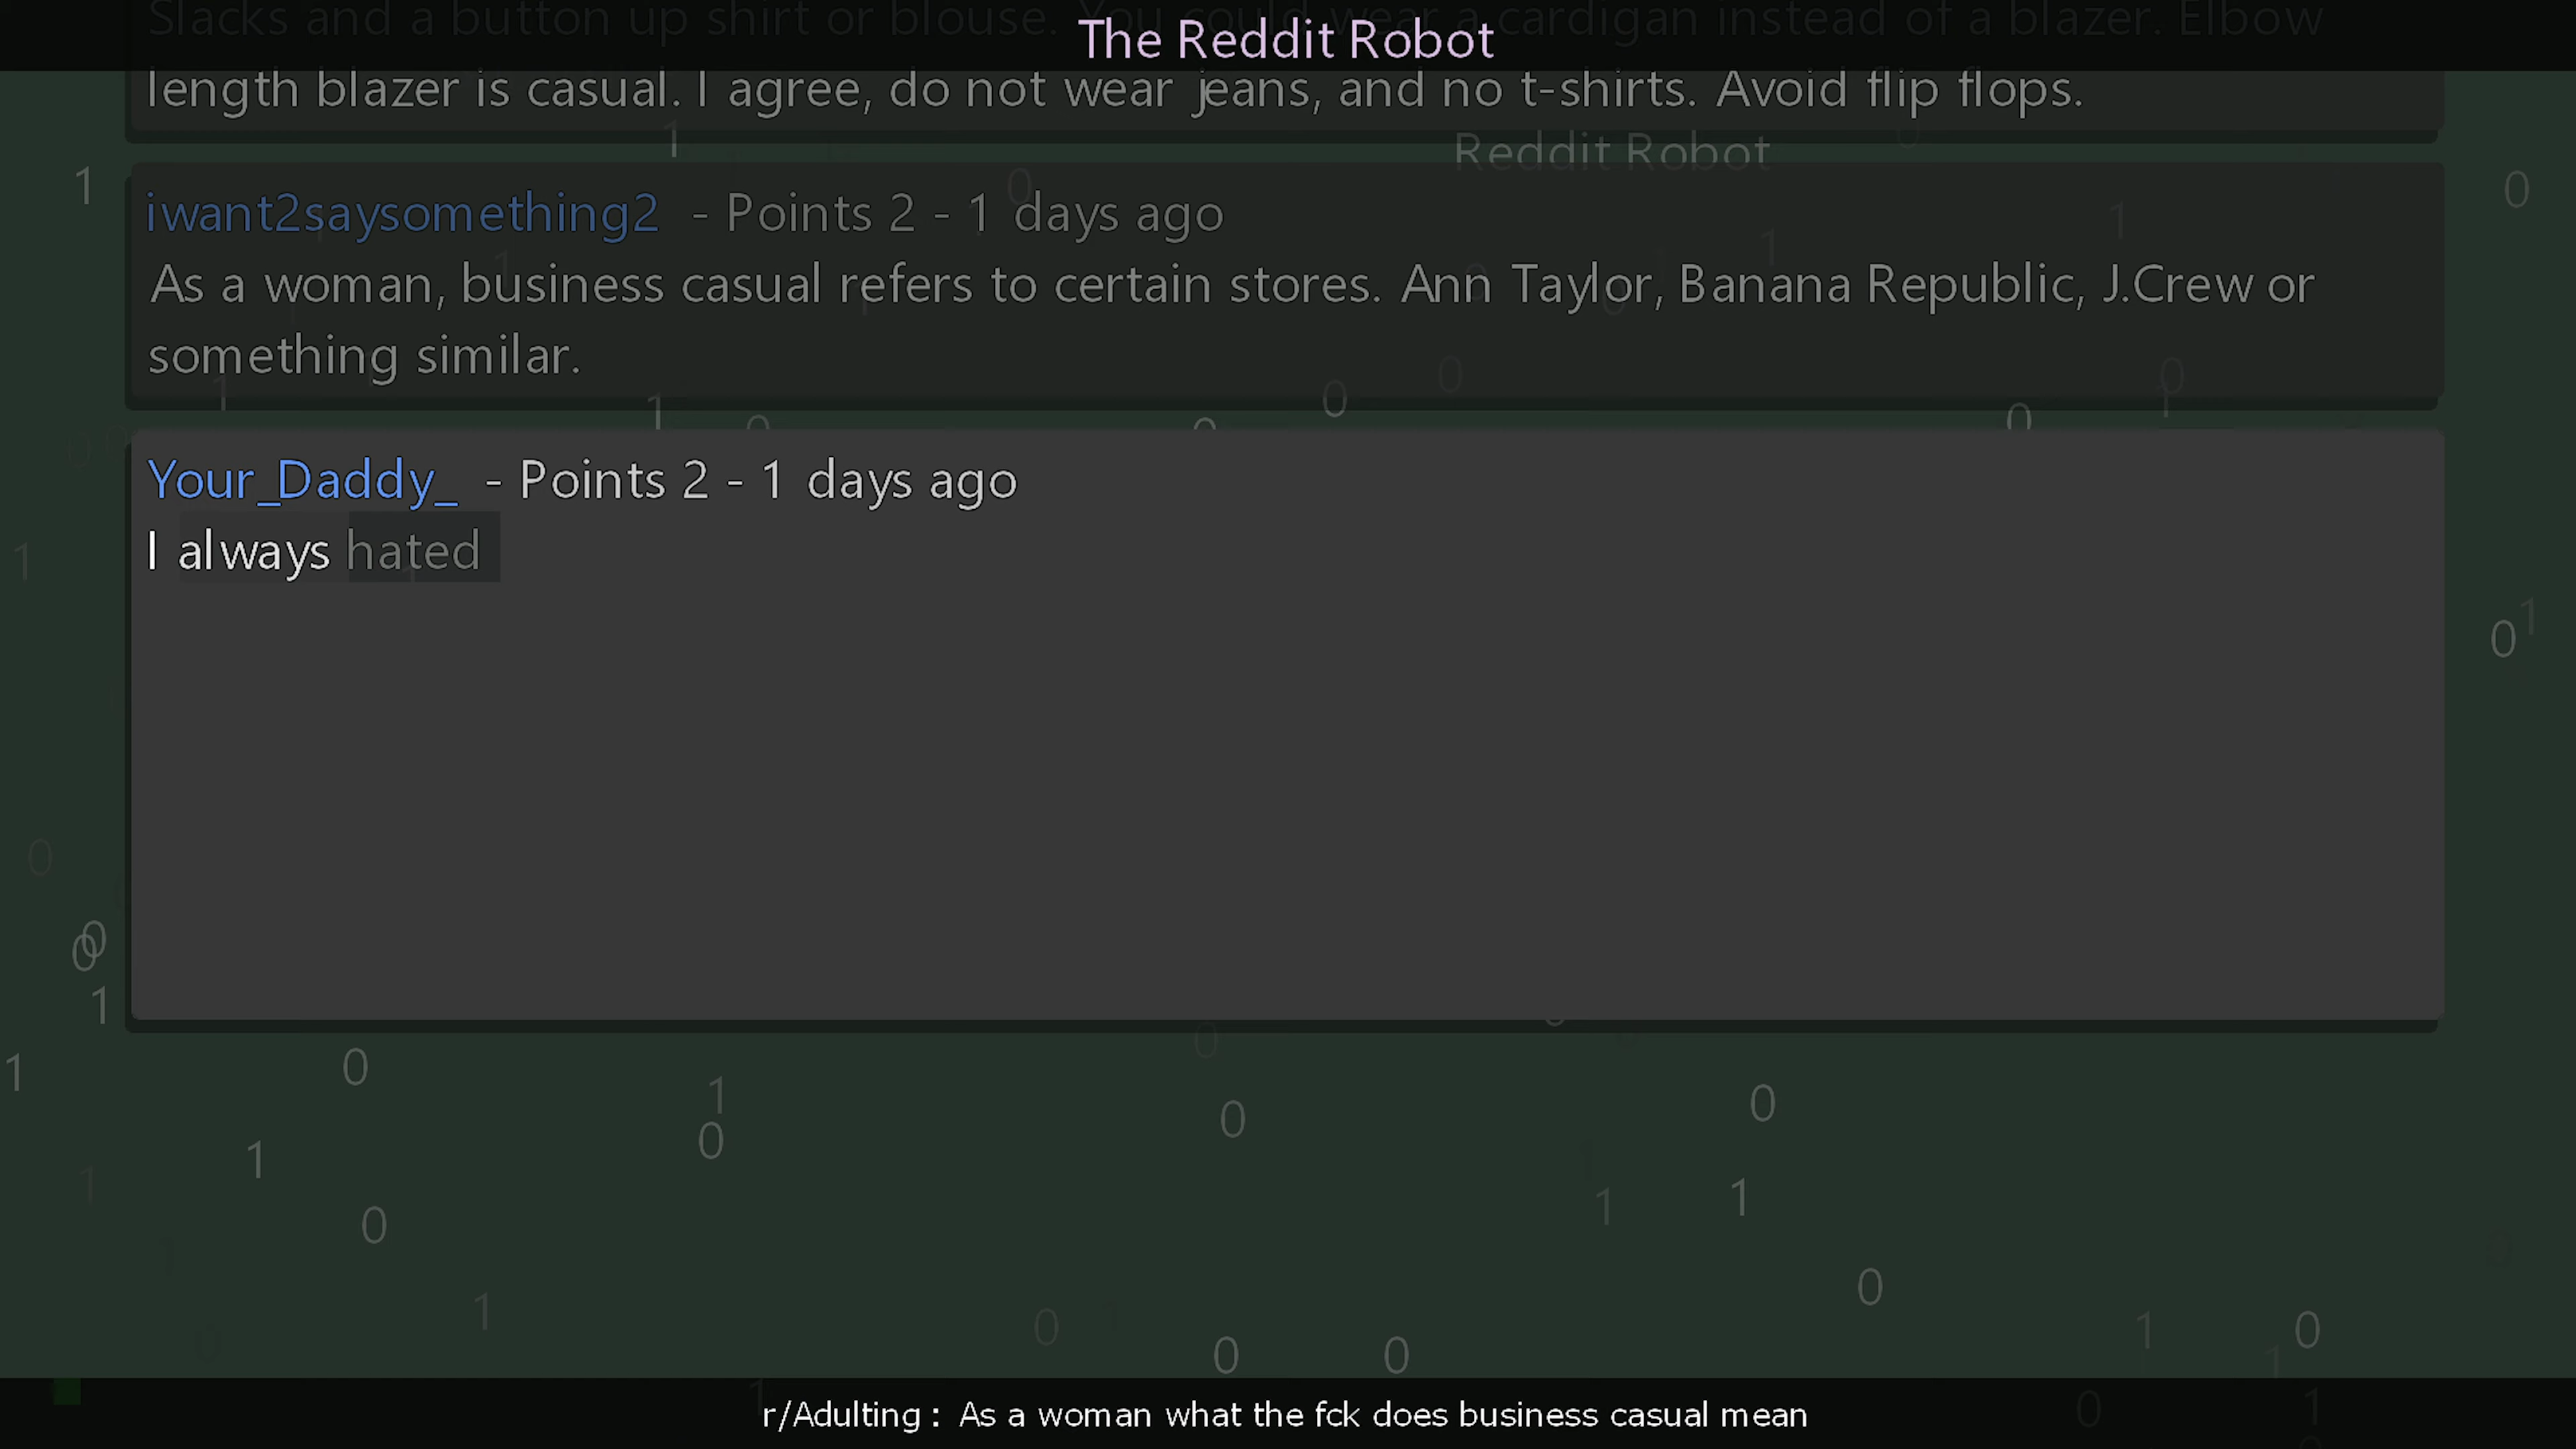 Slacks and a button up shirt or blouse. You could wear a cardigan instead of a blazer. Elbow
The Reddit Robot
length blazer is casual. I agree, do not wear jeans, and no t-shirts. Avoid flip flops.
Reddit Robot
iwant2saysomething2 - Points 2 - 1 days ago
As a woman, business casual refers to certain stores. Ann Taylor, Banana Republic, J.Crew or
something similar.
Your_Daddy_ - Points 2 - 1 days ago
I always hated
r/Adulting : As a woman what the fck does business casual mean